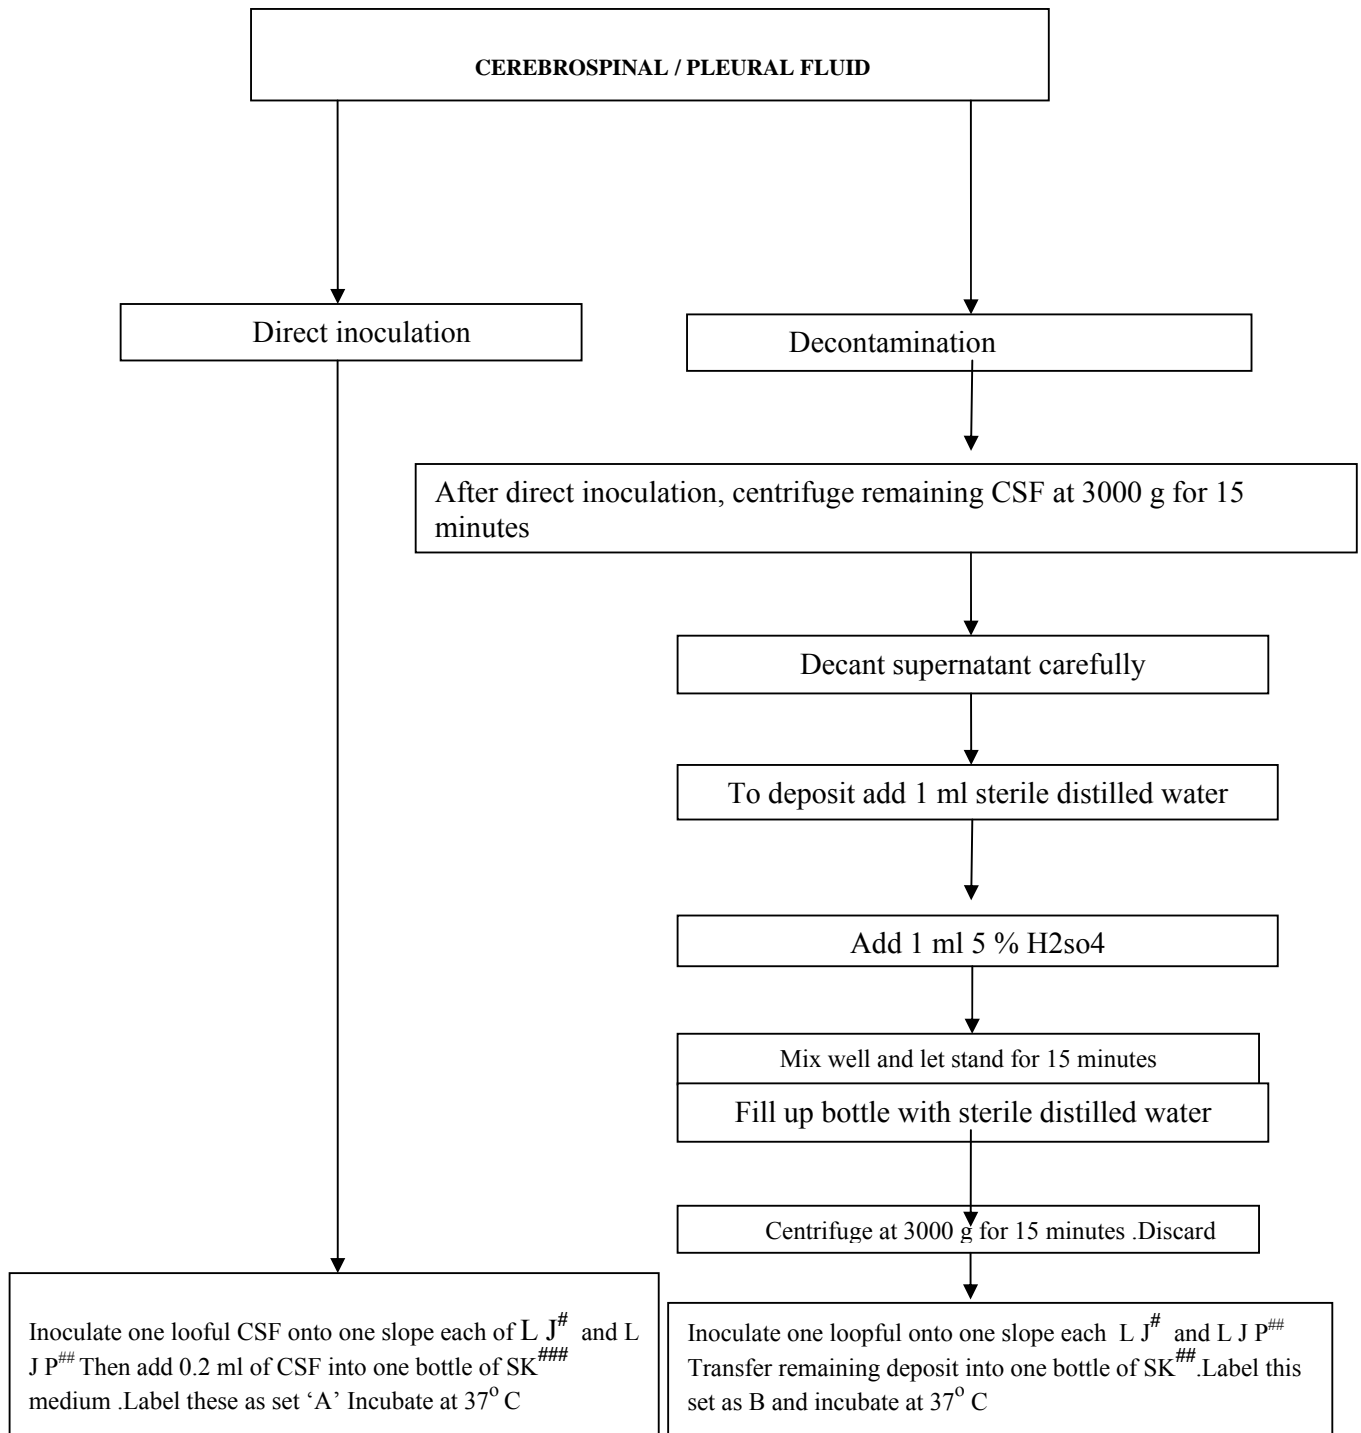 CEREBROSPINAL / PLEURAL FLUID
Direct inoculation
Decontamination
After direct inoculation, centrifuge remaining CSF at 3000 g for 15
minutes
Decant supernatant carefully
To deposit add 1 ml sterile distilled water
Add 1 ml 5 % H2so4
Mix well and let stand for 15 minutes
Fill up bottle with sterile distilled water
Centrifuge at 3000 g for 15 minutes .Discard
Inoculate one looful CSF onto one slope each of L J# and L
J P## Then add 0.2 ml of CSF into one bottle of SK###
medium .Label these as set ‘A’ Incubate at 37o C
Inoculate one loopful onto one slope each L J# and L J P##
Transfer remaining deposit into one bottle of SK## .Label this
set as B and incubate at 37o C